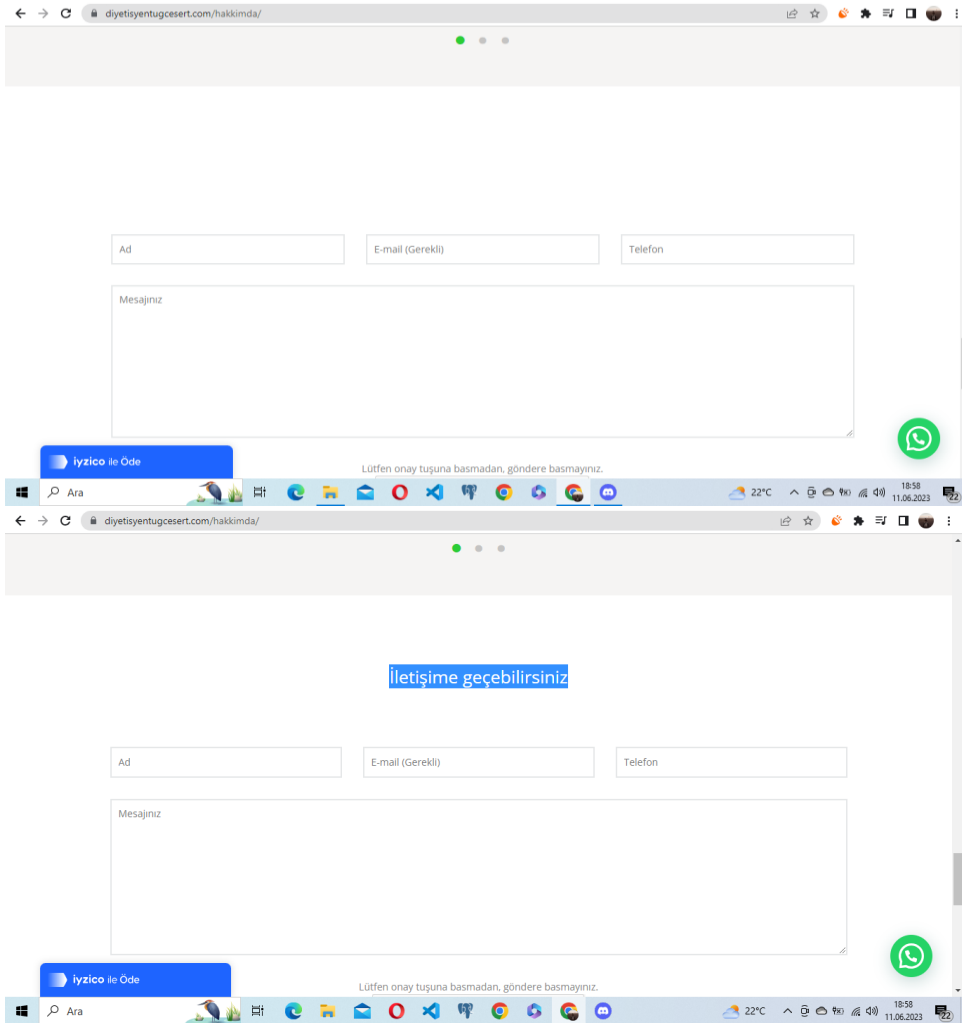 diyetisyentugcesert.com/hakkimda/
Ad
E-mail (Gerekli)
Telefon
Mesajınız
iyzico ile Öde
Lütfen onay tuşuna basmadan, göndere basmayınız.
Ara
22°C
18:58
11.06.2023
22
diyetisyentugcesert.com/hakkimda/
İletişime geçebilirsiniz
Ad
E-mail (Gerekli)
Telefon
Mesajınız
iyzico ile Öde
Lütfen onay tuşuna basmadan, göndere basmayınız.
Ara
22°C
18:58
11.06.2023
22